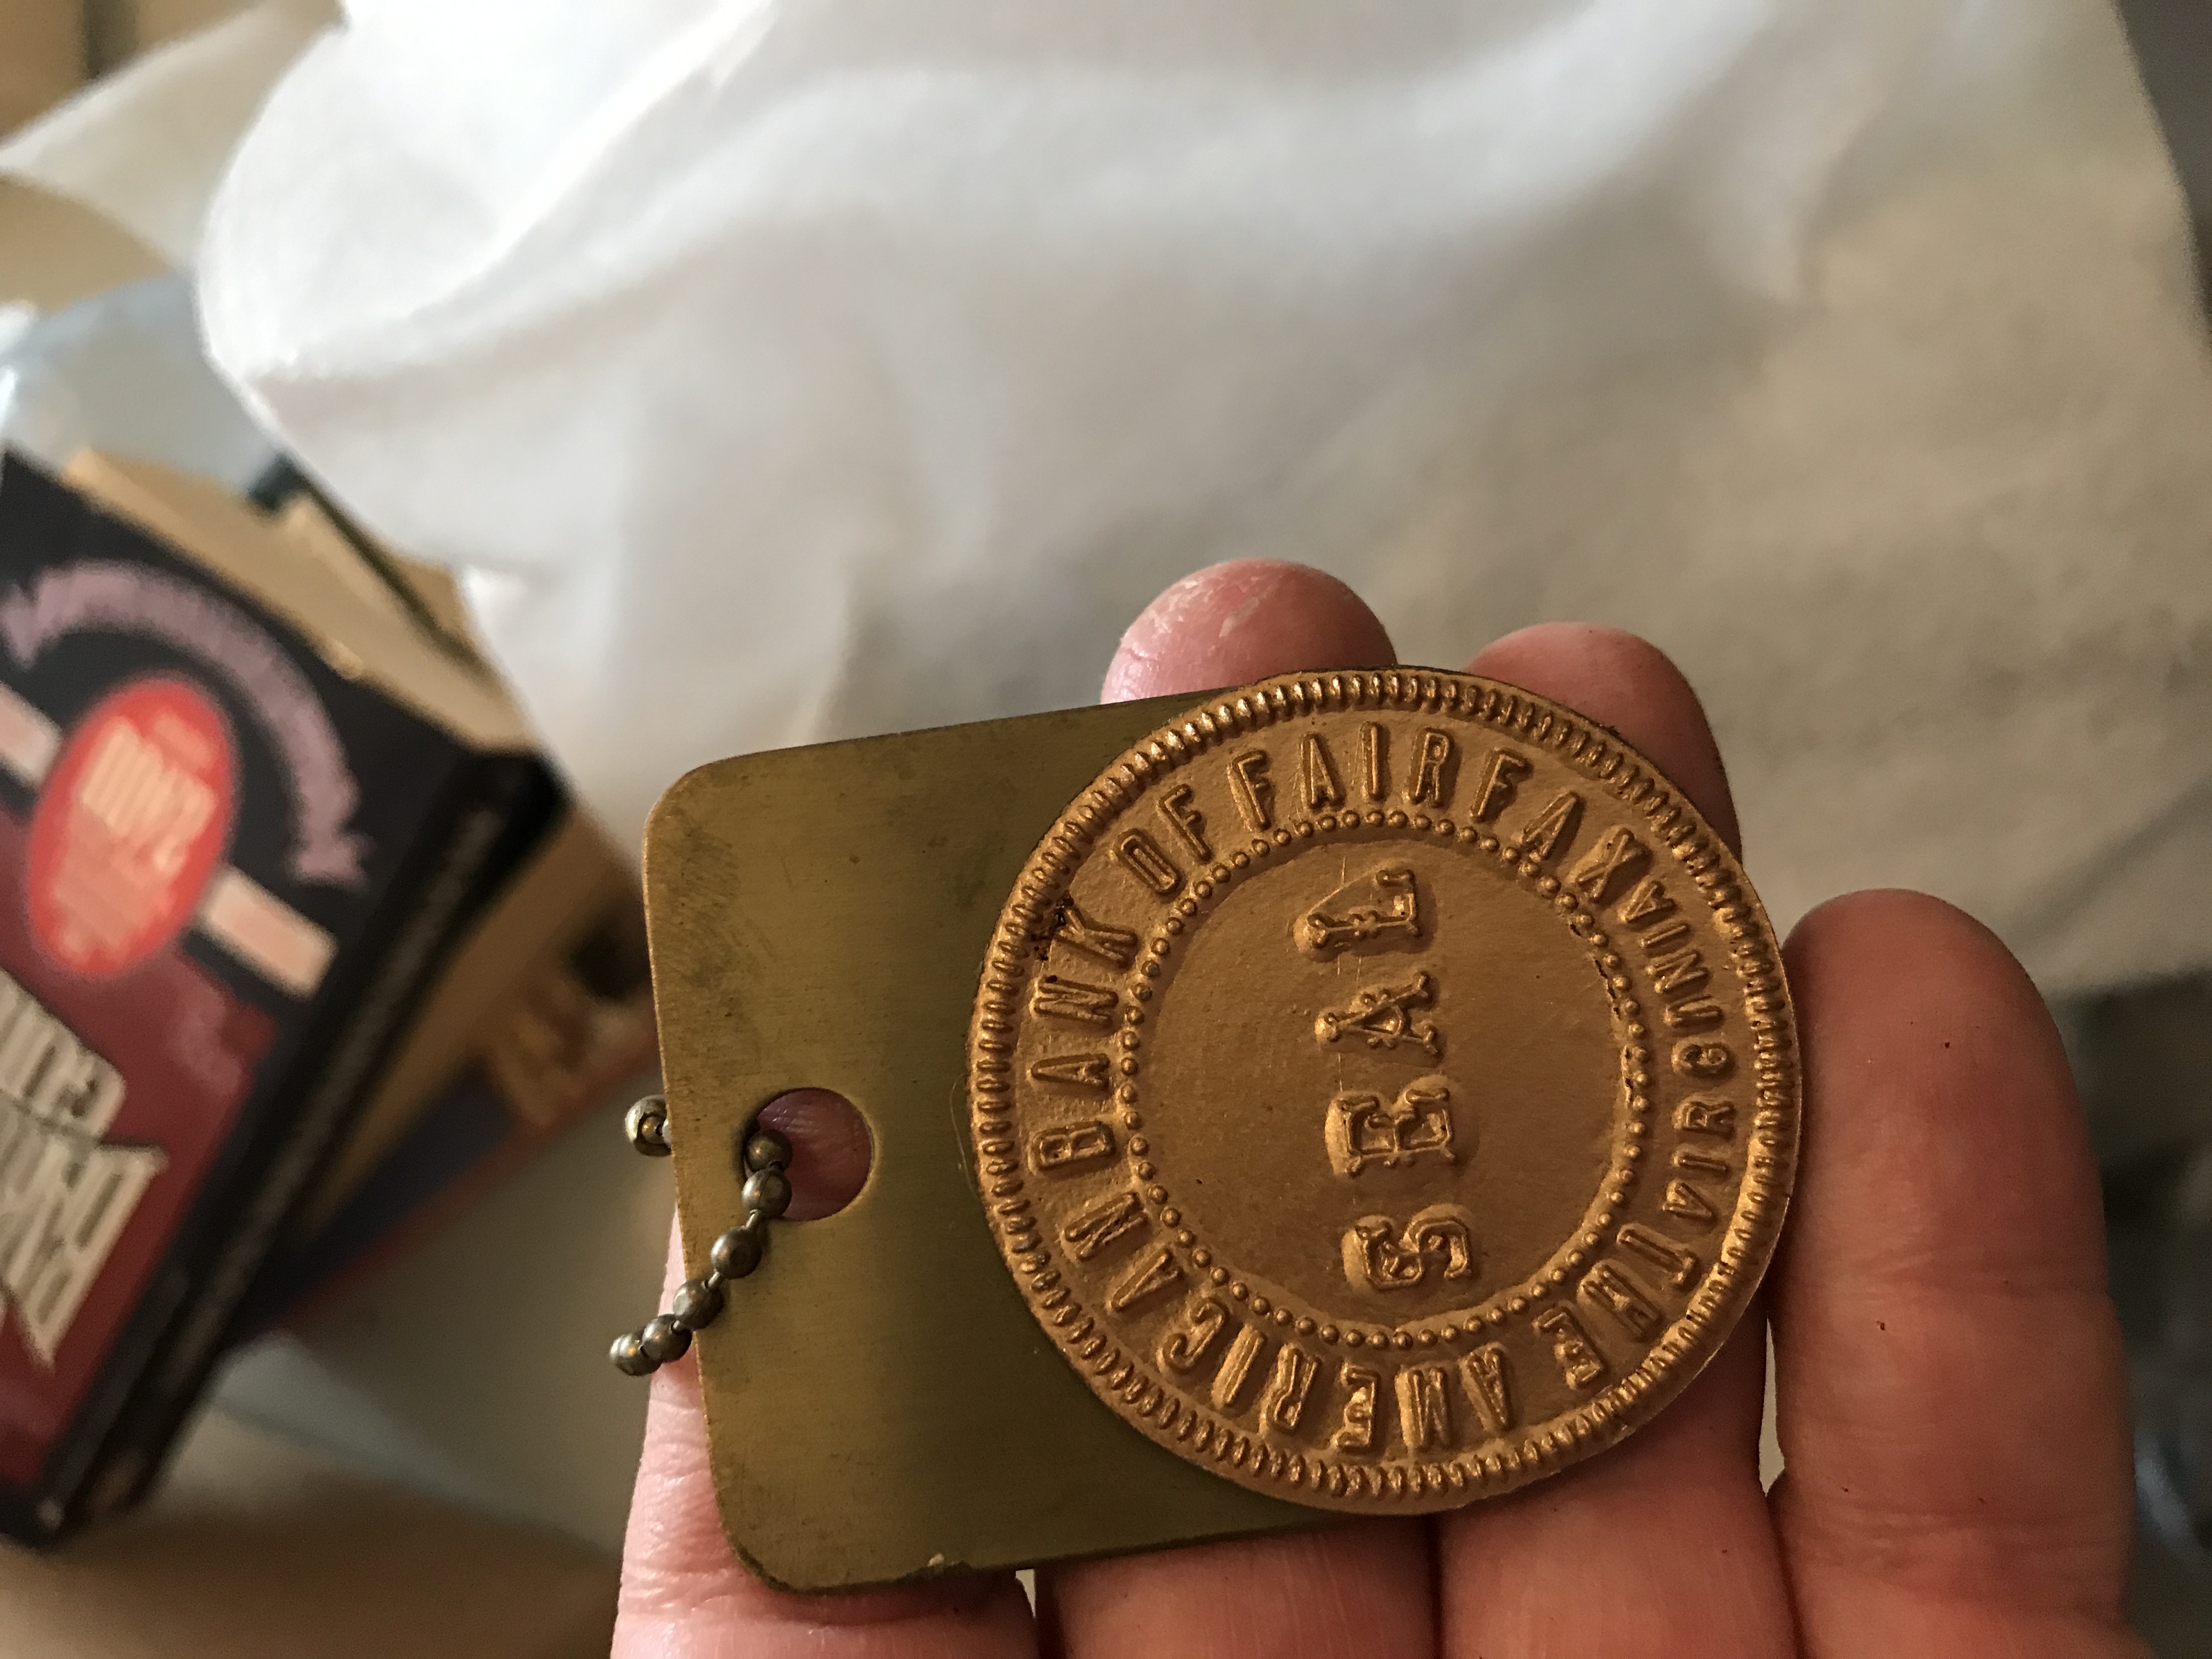 THE AMERICAN BANK OF FAIRFAX
VIRGINIA
SEAL